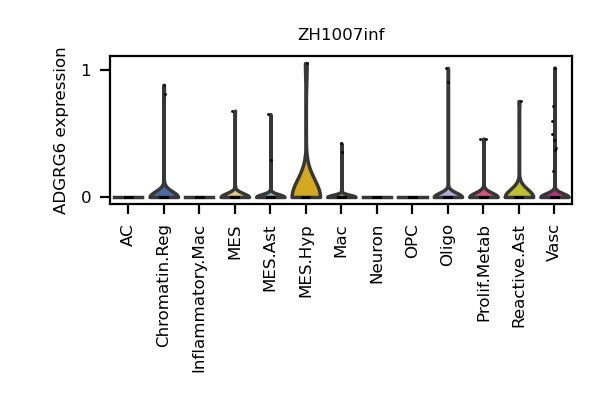 ZH1007inf
ADGRG6 expression
1
0
AC
Chromatin.Reg
Inflammatory.Mac
MES
MES.Ast
MES.Hyp
Mac
Neuron
OPC
Oligo
Prolif.Metab
Reactive.Ast
Vasc